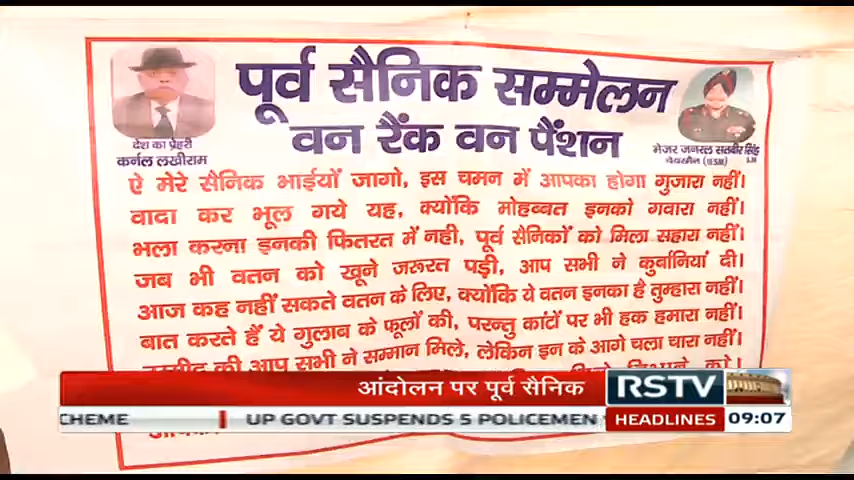 पूर्व सैनिक सम्मेलन
वन रैंक वन पैंशन
देश का प्रेहरी
कर्नल लखीराम
मेजर जनरल सतबीर सिंह
चेयरमैन (IESM)
ऐ मेरे सैनिक भाईयों जागो, इस चमन में आपका होगा गुजारा नहीं।
वादा कर भूल गये यह, क्योंकि मोहब्बत इनको गवारा नहीं।
भला करना इनकी फितरत में नही, पूर्व सैनिकों को मिला सहारा नहीं।
जब भी वतन को खूने जरूरत पड़ी, आप सभी ने कुर्बानियां दी।
आज कह नहीं सकते वतन के लिए, क्योंकि ये वतन इनका है तुम्हारा नहीं।
बात करते हैं ये गुलाब के फूलों की, परन्तु कांटों पर भी हक हमारा नहीं।
की आप सभी ने सम्मान मिले, लेकिन इन के आगे चला चारा नहीं।
आंदोलन पर पूर्व सैनिक
RSTV
CHEME
UP GOVT SUSPENDS 5 POLICEMEN
HEADLINES
09:07